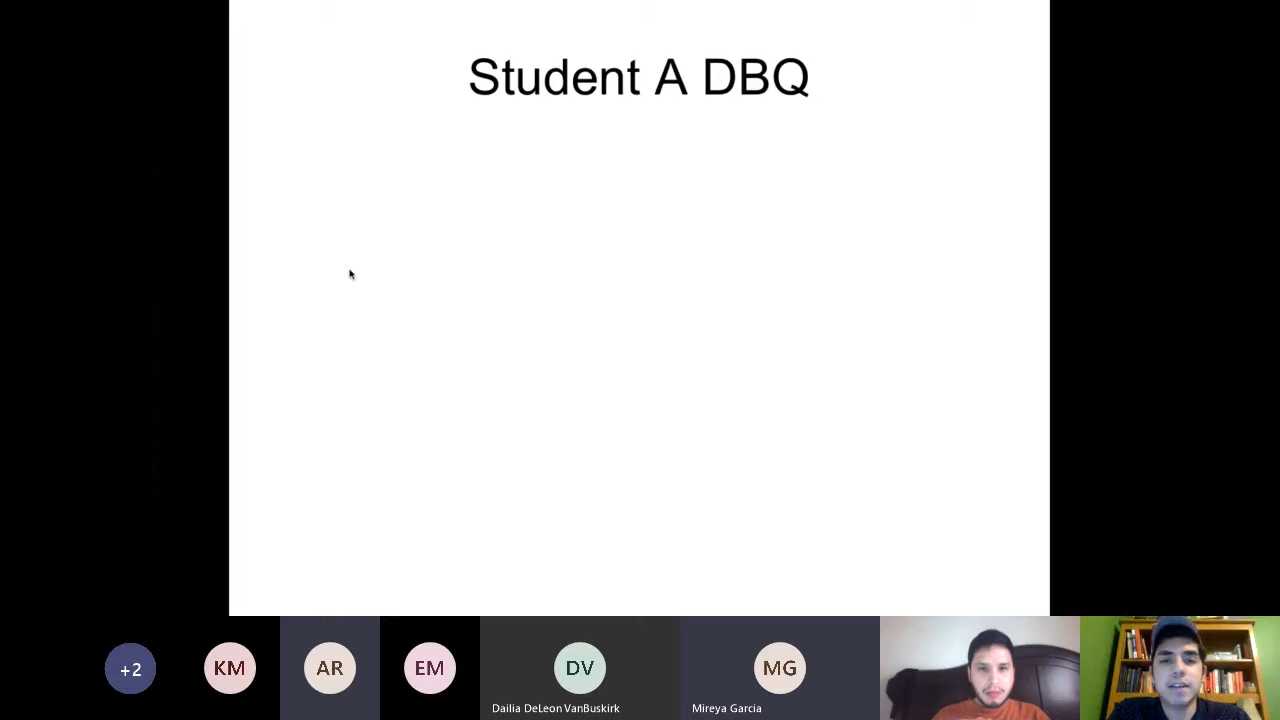 Student A DBQ
+2
KM
AR
EM
DV
MG
Dailia DeLeon VanBuskirk
Mireya Garcia